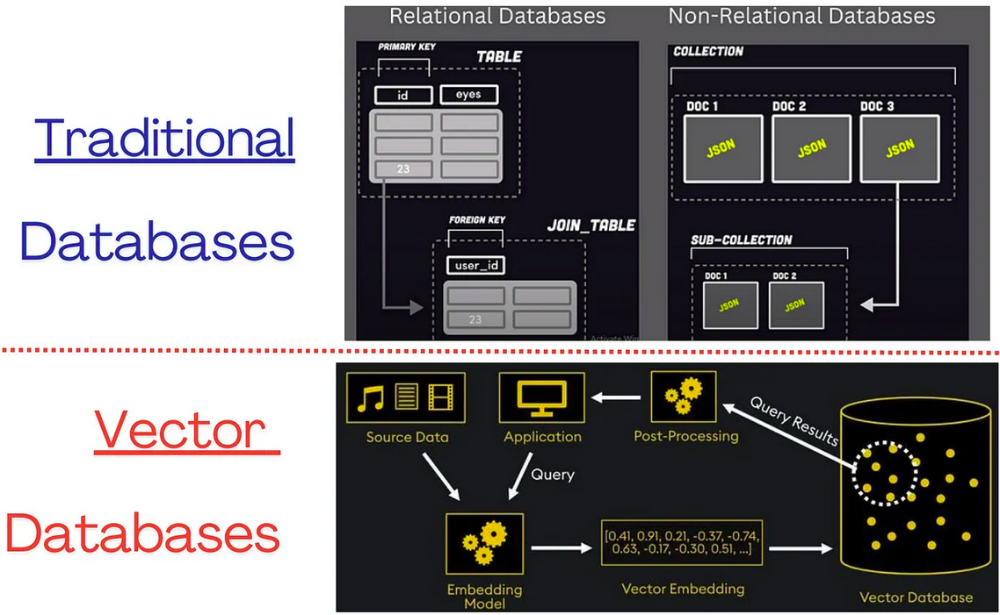 Traditional
Databases
Relational Databases
PRIMARY KEY
TABLE
id
eyes
23
FOREIGN KEY
JOIN_TABLE
user_id
23
Activate Win
Non-Relational Databases
COLLECTION
DOC 1
DOC 2
DOC 3
JSON
JSON
JSON
SUB-COLLECTION
DOC 1
DOC 2
JSON
JSON
Vector
Databases
Source Data
Application
Post-Processing
Query Results
Query
[0.41, 0.91, 0.21, -0.37, -0.74,
0.63, -0.17, -0.30, 0.51, ...]
Embedding
Model
Vector Embedding
Vector Database